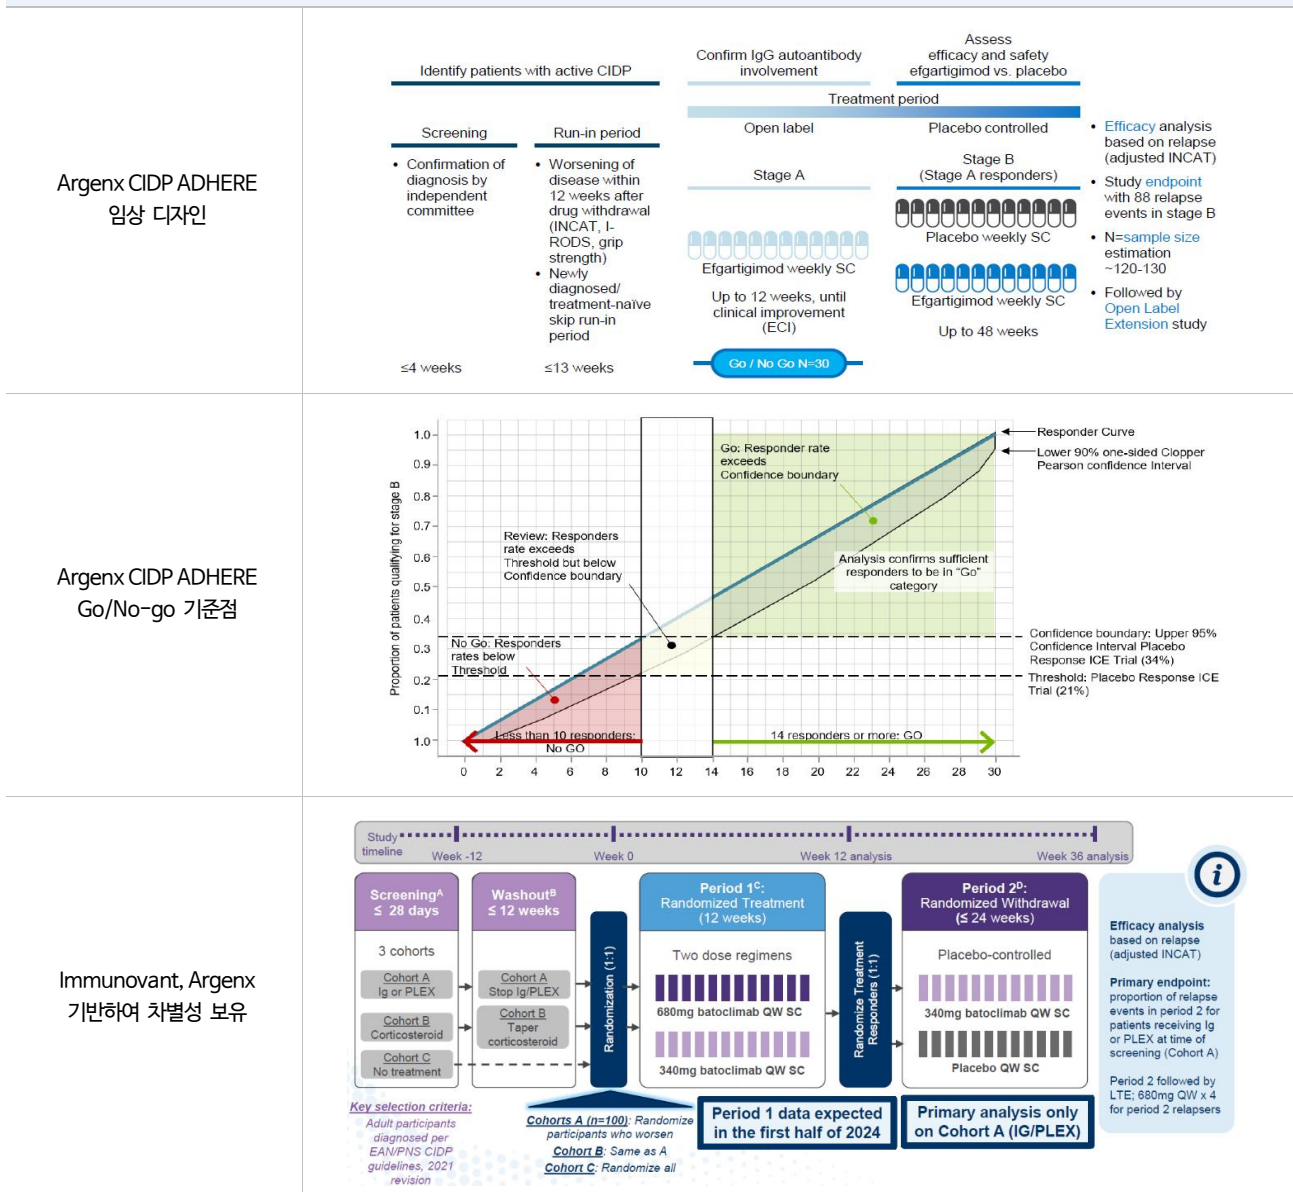 Argenx CIDP ADHERE
임상 디자인
Identify patients with active CIDP
Confirm IgG autoantibody
involvement
Assess
efficacy and safety
efgartigimod vs. placebo
Treatment period
Screening
Run-in period
Open label
Placebo controlled
• Confirmation of
diagnosis by
independent
committee
• Worsening of
disease within
12 weeks after
drug withdrawal
(INCAT, I-
RODS, grip
strength)
• Newly
diagnosed/
treatment-naïve
skip run-in
period
≤4 weeks
≤13 weeks
Stage A
Efgartigimod weekly SC
Up to 12 weeks, until
clinical improvement
(ECI)
Go / No Go N=30
Stage B
(Stage A responders)
Placebo weekly SC
Efgartigimod weekly SC
Up to 48 weeks
• Efficacy analysis
based on relapse
(adjusted INCAT)
• Study endpoint
with 88 relapse
events in stage B
• N=sample size
estimation
~120-130
• Followed by
Open Label
Extension study
Argenx CIDP ADHERE
Go/No-go 기준점
Proportion of patients qualifying for stage B
1.0
0.9
0.8
0.7
0.6
0.5
0.4
0.3
0.2
0.1
1.0
Go: Responder rate
exceeds
Confidence boundary
Review: Responders
rate exceeds
Threshold but below
Confidence boundary
Analysis confirms sufficient
responders to be in "Go"
category
No Go: Responders
rates below
Threshold
Less than 10 responders:
No GO
14 responders or more: GO
0 2 4 6 8 10 12 14 16 18 20 22 24 26 28 30
Responder Curve
Lower 90% one-sided Clopper
Pearson confidence Interval
Confidence boundary: Upper 95%
Confidence Interval Placebo
Response ICE Trial (34%)
Threshold: Placebo Response ICE
Trial (21%)
Immunovant, Argenx
기반하여 차별성 보유
Study
timeline
Week -12
Week 0
Week 12 analysis
Week 36 analysis
ScreeningA
≤ 28 days
3 cohorts
Cohort A
Ig or PLEX
Cohort B
Corticosteroid
Cohort C
No treatment
WashoutB
≤ 12 weeks
Cohort A
Stop Ig/PLEX
Cohort B
Taper
corticosteroid
Randomization (1:1)
Period 1C:
Randomized Treatment
(12 weeks)
Two dose regimens
680mg batoclimab QW SC
340mg batoclimab QW SC
Randomize Treatment
Responders (1:1)
Period 2D:
Randomized Withdrawal
(≤ 24 weeks)
Placebo-controlled
340mg batoclimab QW SC
Placebo QW SC
Key selection criteria:
Adult participants
diagnosed per
EAN/PNS CIDP
guidelines, 2021
revision
Cohorts A (n=100): Randomize
participants who worsen
Cohort B: Same as A
Cohort C: Randomize all
Period 1 data expected
in the first half of 2024
Primary analysis only
on Cohort A (IG/PLEX)
i
Efficacy analysis
based on relapse
(adjusted INCAT)
Primary endpoint:
proportion of relapse
events in period 2 for
patients receiving Ig
or PLEX at time of
screening (Cohort A)
Period 2 followed by
LTE; 680mg QW x 4
for period 2 relapsers